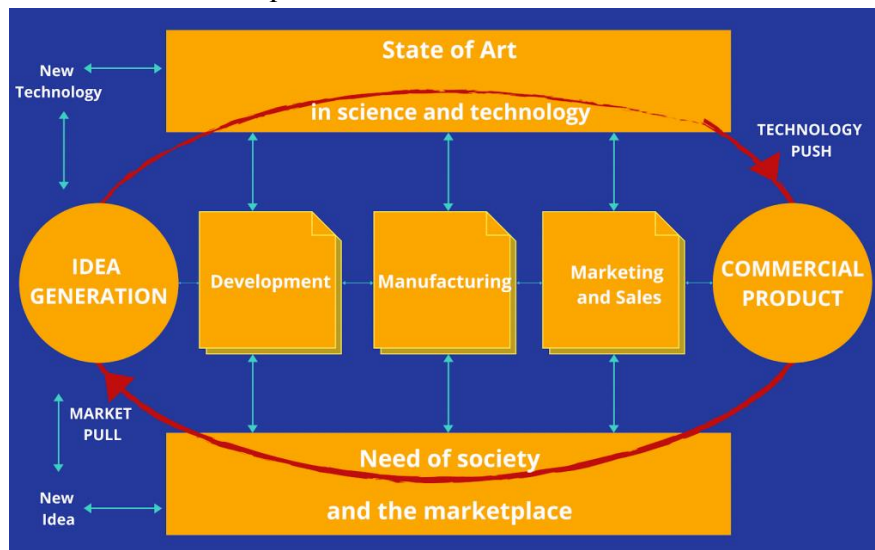 State of Art
in science and technology
New
Technology
TECHNOLOGY
PUSH
IDEA
GENERATION
Development
Manufacturing
Marketing
and Sales
COMMERCIAL
PRODUCT
MARKET
PULL
Need of society
and the marketplace
New
Idea